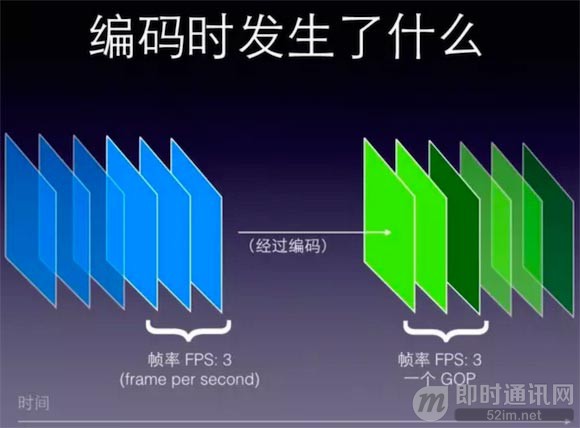 编码时发生了什么
(经过编码)
帧率 FPS: 3
(frame per second)
帧率 FPS: 3
一个 GOP
时间
即时通讯网
52im.net